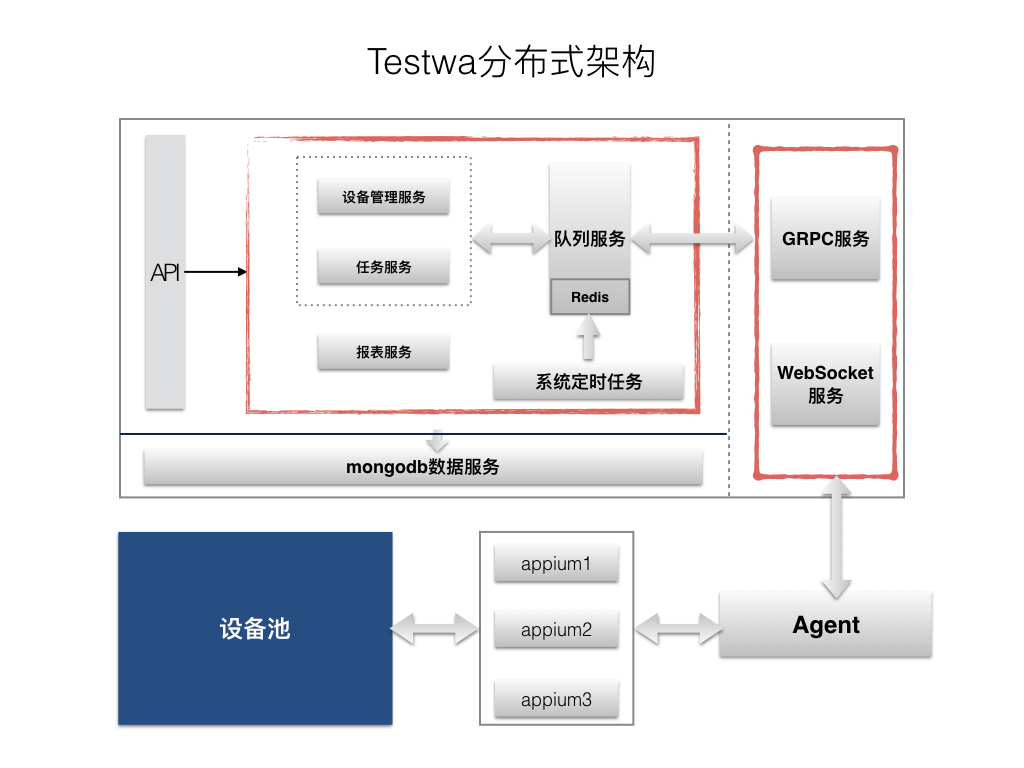 Testwa分布式架构
API
设备管理服务
任务服务
报表服务
队列服务
Redis
系统定时任务
GRPC服务
WebSocket
服务
mongodb数据服务
设备池
appium1
appium2
appium3
Agent